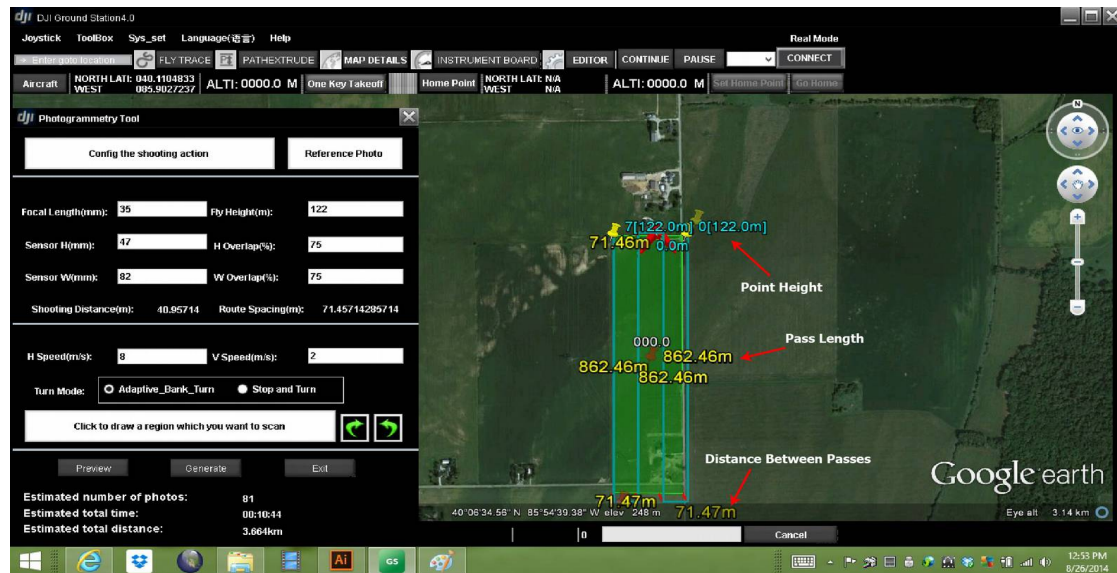 dji DJI Ground Station4.0
Joystick ToolBox Sys_set Language(语言) Help Real Mode
Enter goto location FLY TRACE PATHEXTRUDE MAP DETAILS INSTRUMENT BOARD EDITOR CONTINUE PAUSE CONNECT
Aircraft NORTH LATI: 040.1104833 WEST 085.9027237 ALTI: 0000.0 M One Key Takeoff Home Point NORTH LATI: N/A WEST N/A ALTI: 0000.0 M Set Home Point Go Home
dji Photogrammetry Tool
Config the shooting action Reference Photo
Focal Length(mm): 35 Fly Height(m): 122
Sensor H(mm): 47 H Overlap(%): 75
Sensor W(mm): 82 W Overlap(%): 75
Shooting Distance(m): 40.95714 Route Spacing(m): 71.45714285714
H Speed(m/s): 8 V Speed(m/s): 2
Turn Mode: Adaptive_Bank_Turn Stop and Turn
Click to draw a region which you want to scan
Preview Generate Exit
Estimated number of photos: 81
Estimated total time: 00:10:44
Estimated total distance: 3.664km
N
7[122.0m] 0[122.0m]
71.46m 0.0m
Point Height
000.0
Pass Length
862.46m
862.46m
862.46m
Distance Between Passes
Google earth
71.47m
71.47m
40°06'34.56" N 85°54'39.38" W elev 248 m Eye alt 3.14 km
0 Cancel
Ai GS
12:53 PM
8/26/2014